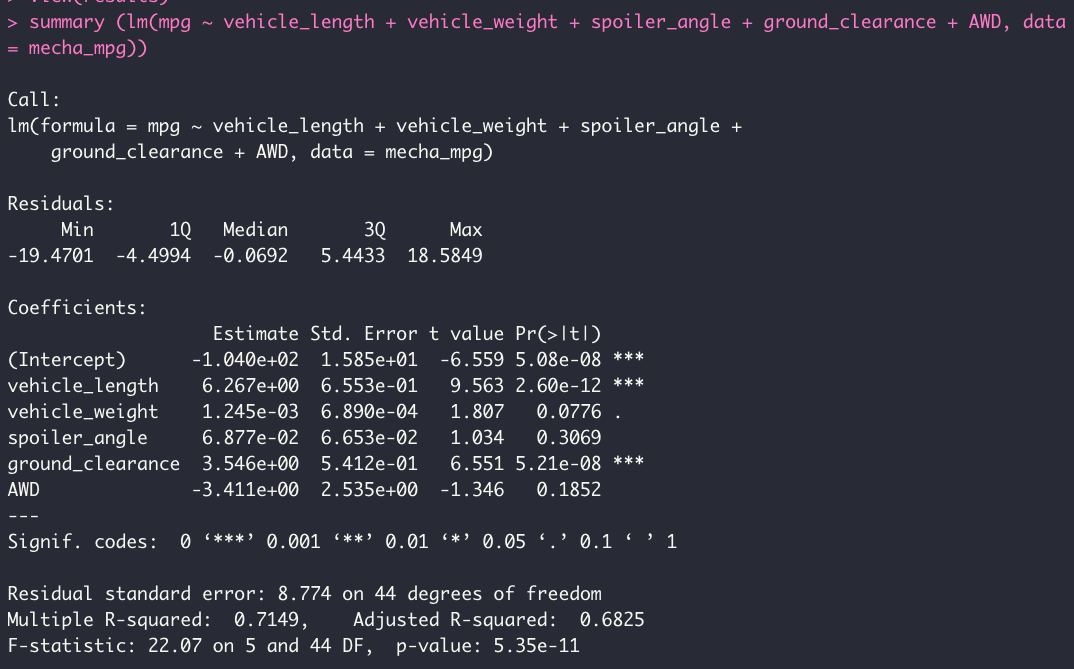 > View(results)
> summary (lm(mpg ~ vehicle_length + vehicle_weight + spoiler_angle + ground_clearance + AWD, data
= mecha_mpg))
Call:
lm(formula = mpg ~ vehicle_length + vehicle_weight + spoiler_angle +
    ground_clearance + AWD, data = mecha_mpg)
Residuals:
     Min       1Q   Median       3Q      Max
-19.4701  -4.4994  -0.0692   5.4433  18.5849
Coefficients:
                   Estimate Std. Error t value Pr(>|t|)
(Intercept)      -1.040e+02  1.585e+01  -6.559 5.08e-08 ***
vehicle_length    6.267e+00  6.553e-01   9.563 2.60e-12 ***
vehicle_weight    1.245e-03  6.890e-04   1.807   0.0776 .
spoiler_angle     6.877e-02  6.653e-02   1.034   0.3069
ground_clearance  3.546e+00  5.412e-01   6.551 5.21e-08 ***
AWD              -3.411e+00  2.535e+00  -1.346   0.1852
---
Signif. codes:  0 ‘***’ 0.001 ‘**’ 0.01 ‘*’ 0.05 ‘.’ 0.1 ‘ ’ 1
Residual standard error: 8.774 on 44 degrees of freedom
Multiple R-squared:  0.7149,    Adjusted R-squared:  0.6825
F-statistic: 22.07 on 5 and 44 DF,  p-value: 5.35e-11